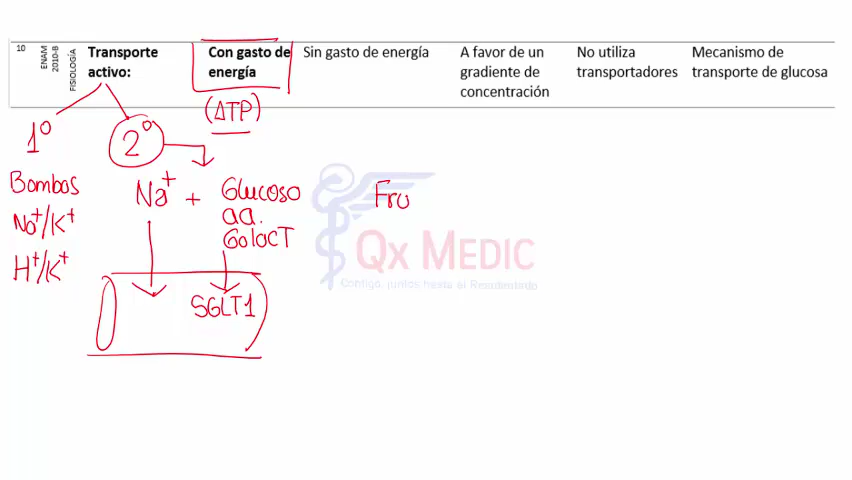 10
ENAM
2010-B
FISIOLOGÍA
Transporte
activo:
Con gasto de
energía
Sin gasto de energía
A favor de un
gradiente de
concentración
No utiliza
transportadores
Mecanismo de
transporte de glucosa
(ATP)
1º
2º
Bombas
Na+/K+
H+/K+
Na+ + Glucosa
aa.
GalacT
Fru
SGLT1
Qx MEDIC
Contigo, juntos hasta el Residentado